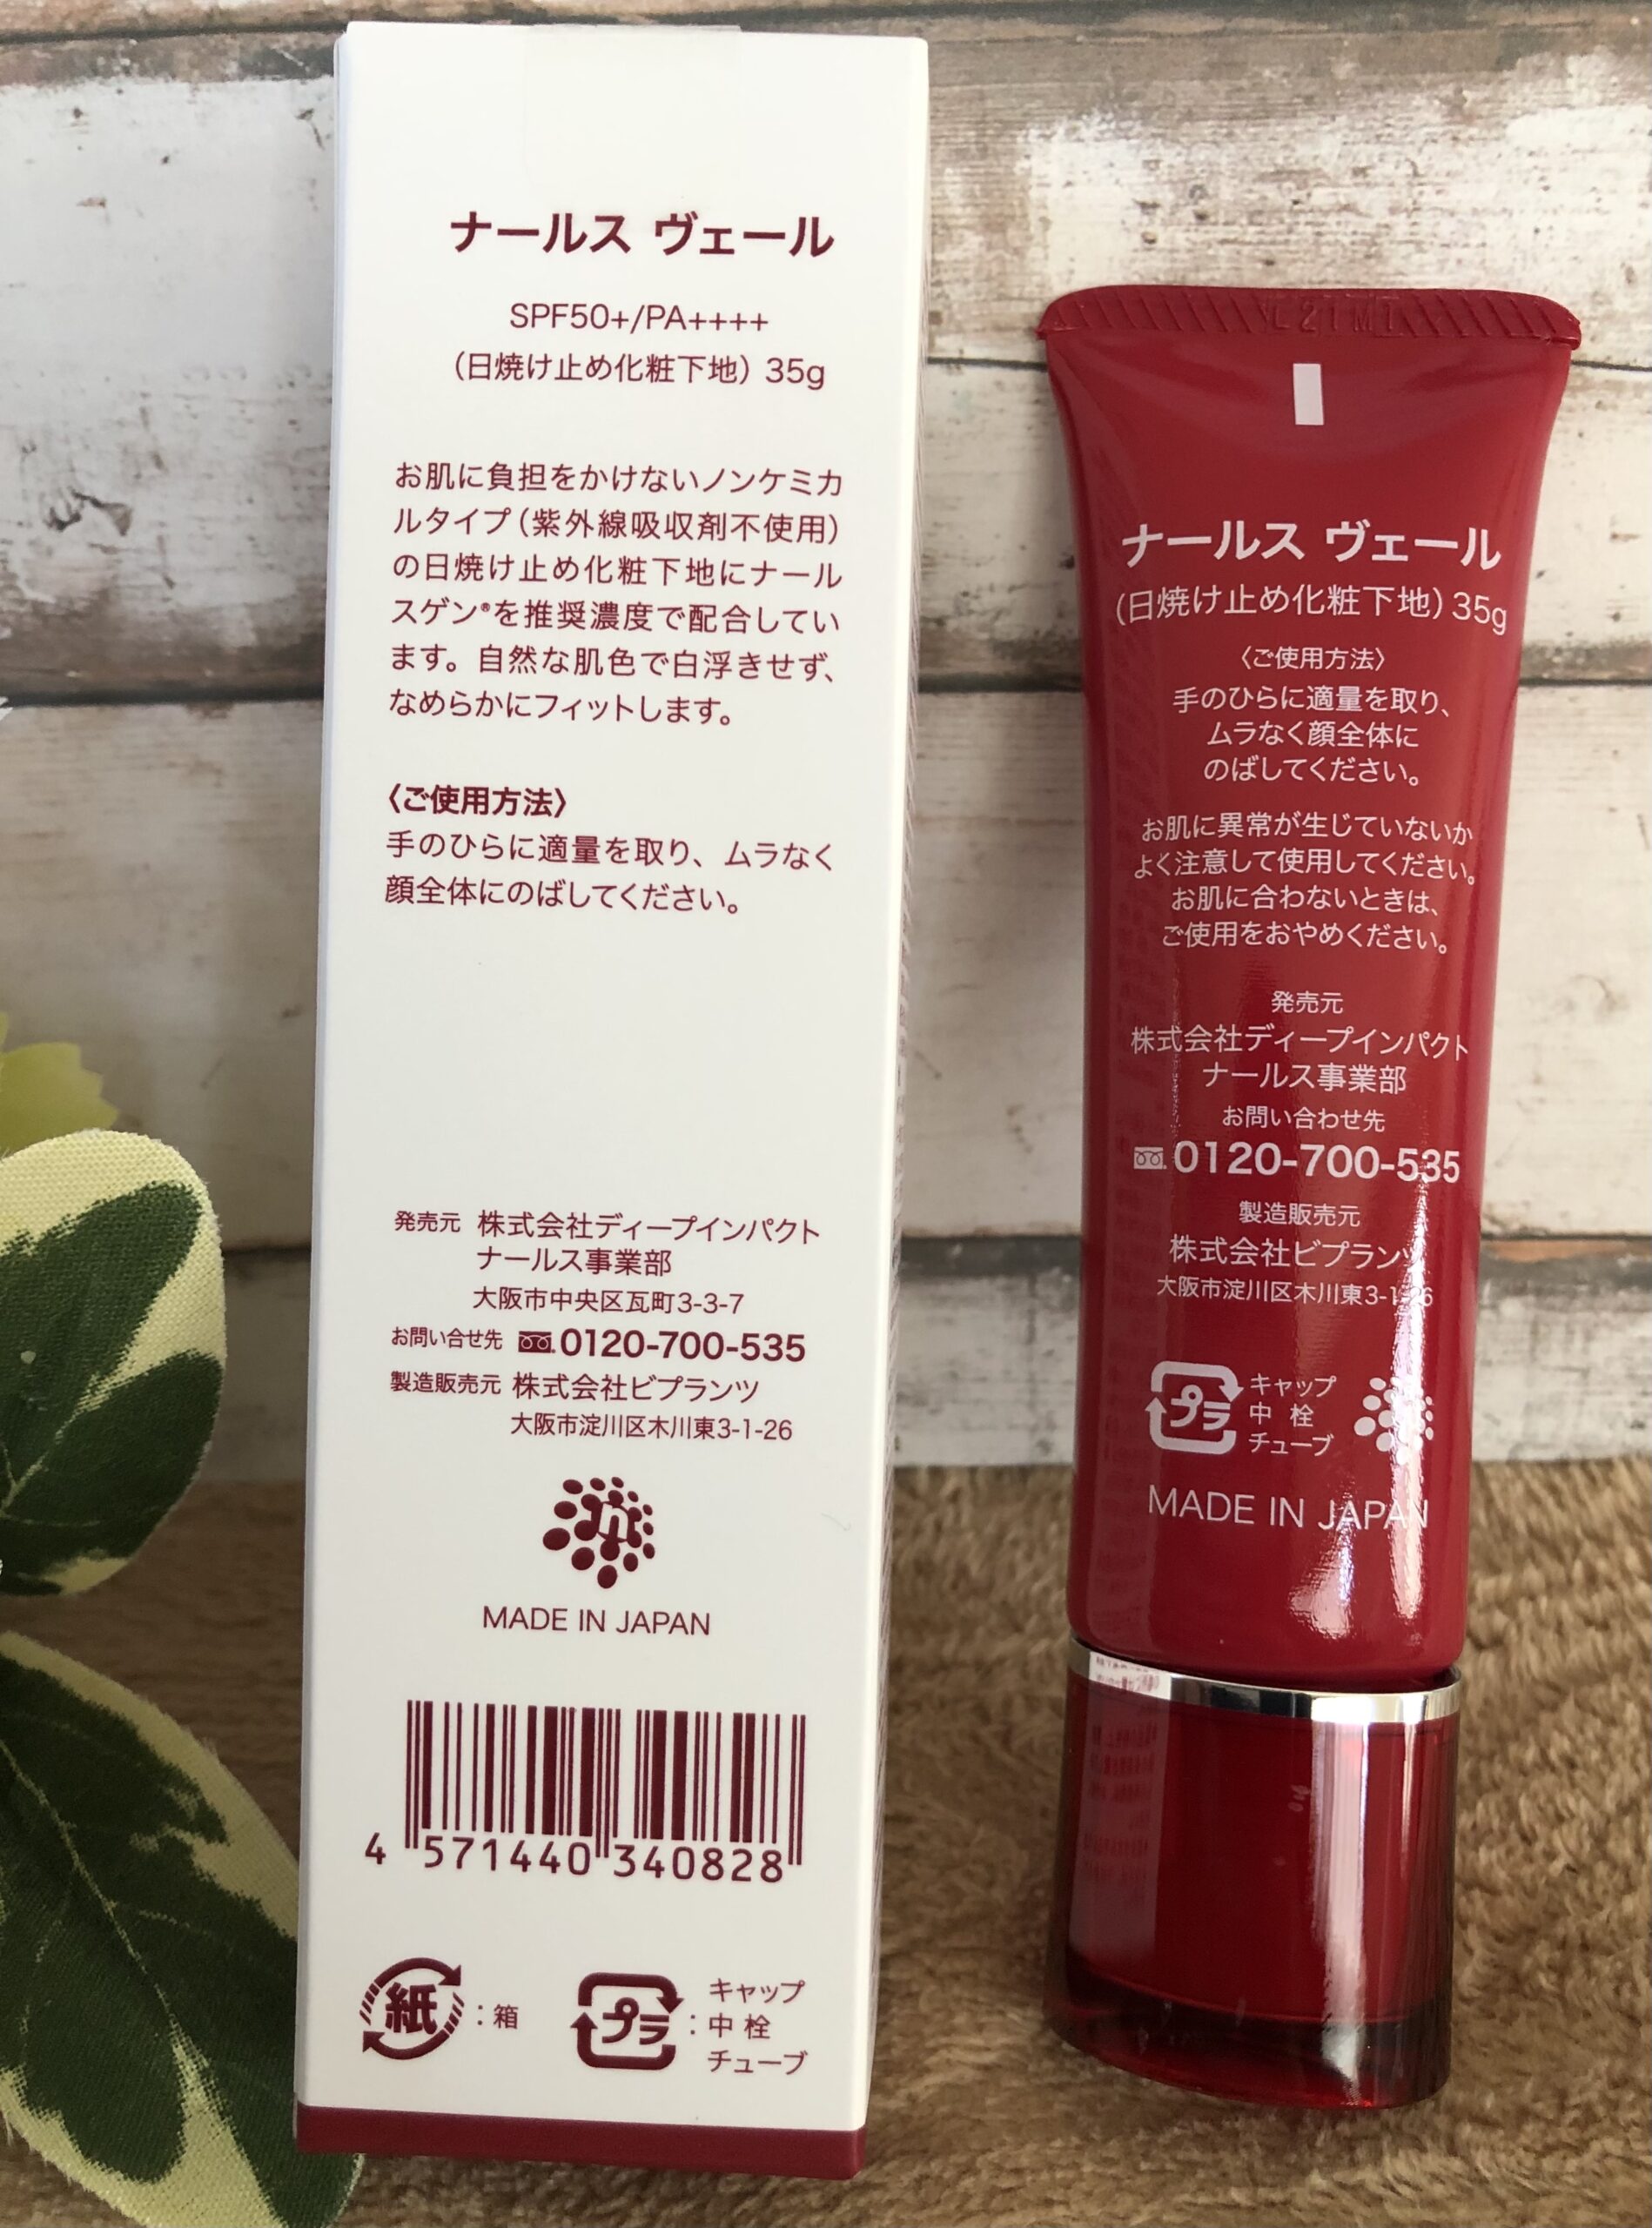 ナールス ヴェール
SPF50+/PA++++
(日焼け止め化粧下地) 35g
お肌に負担をかけないノンケミカ
ルタイプ(紫外線吸収剤不使用)
の日焼け止め化粧下地にナール
スゲン®を推奨濃度で配合してい
ます。自然な肌色で白浮きせず、
なめらかにフィットします。
〈ご使用方法〉
手のひらに適量を取り、ムラなく
顔全体にのばしてください。
発売元 株式会社ディープインパクト
ナールス事業部
大阪市中央区瓦町3-3-7
お問い合せ先 0120-700-535
製造販売元 株式会社ビプランツ
大阪市淀川区木川東3-1-26
MADE IN JAPAN
4 571440 340828
紙 : 箱
プラ : キャップ
中 栓
チューブ
ナールス ヴェール
(日焼け止め化粧下地) 35g
〈ご使用方法〉
手のひらに適量を取り、
ムラなく顔全体に
のばしてください。
お肌に異常が生じていないか
よく注意して使用してください。
お肌に合わないときは、
ご使用をおやめください。
発売元
株式会社ディープインパクト
ナールス事業部
お問い合わせ先
0120-700-535
製造販売元
株式会社ビプランツ
大阪市淀川区木川東3-1-26
プラ キャップ
中 栓
チューブ
MADE IN JAPAN